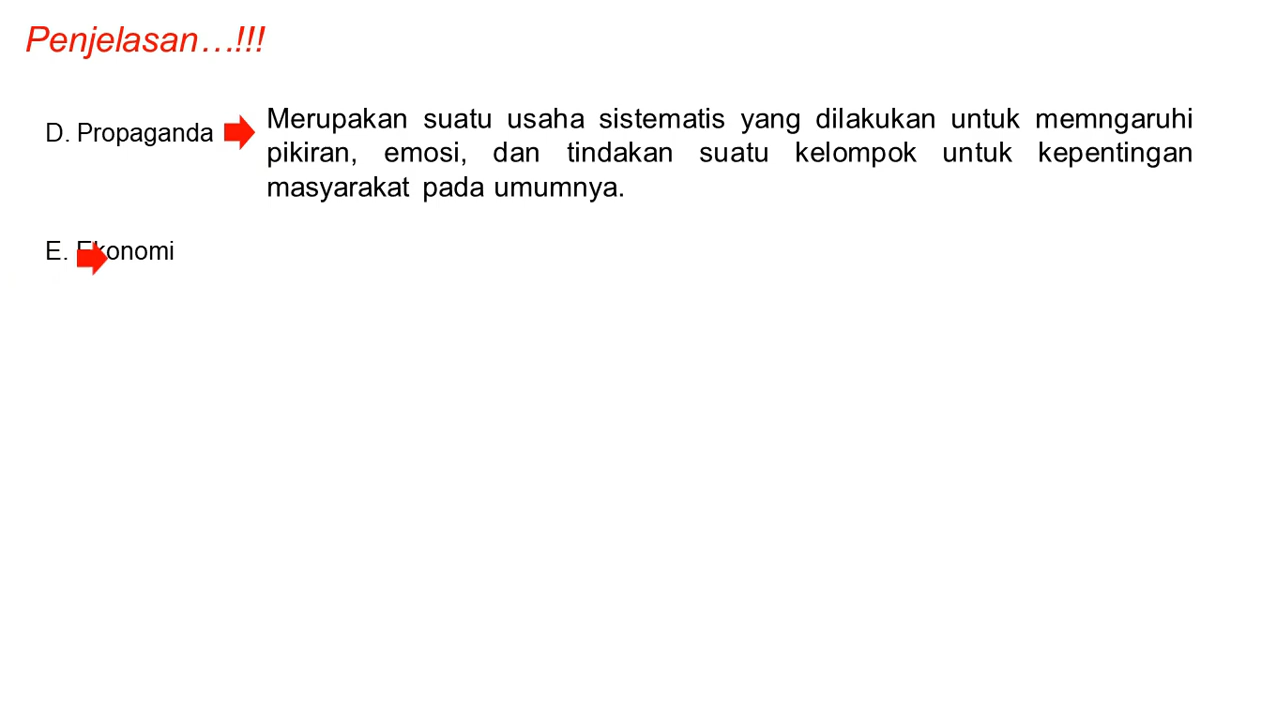 Penjelasan…!!!
D. Propaganda
Merupakan suatu usaha sistematis yang dilakukan untuk memngaruhi
pikiran, emosi, dan tindakan suatu kelompok untuk kepentingan
masyarakat pada umumnya.
E. Ekonomi